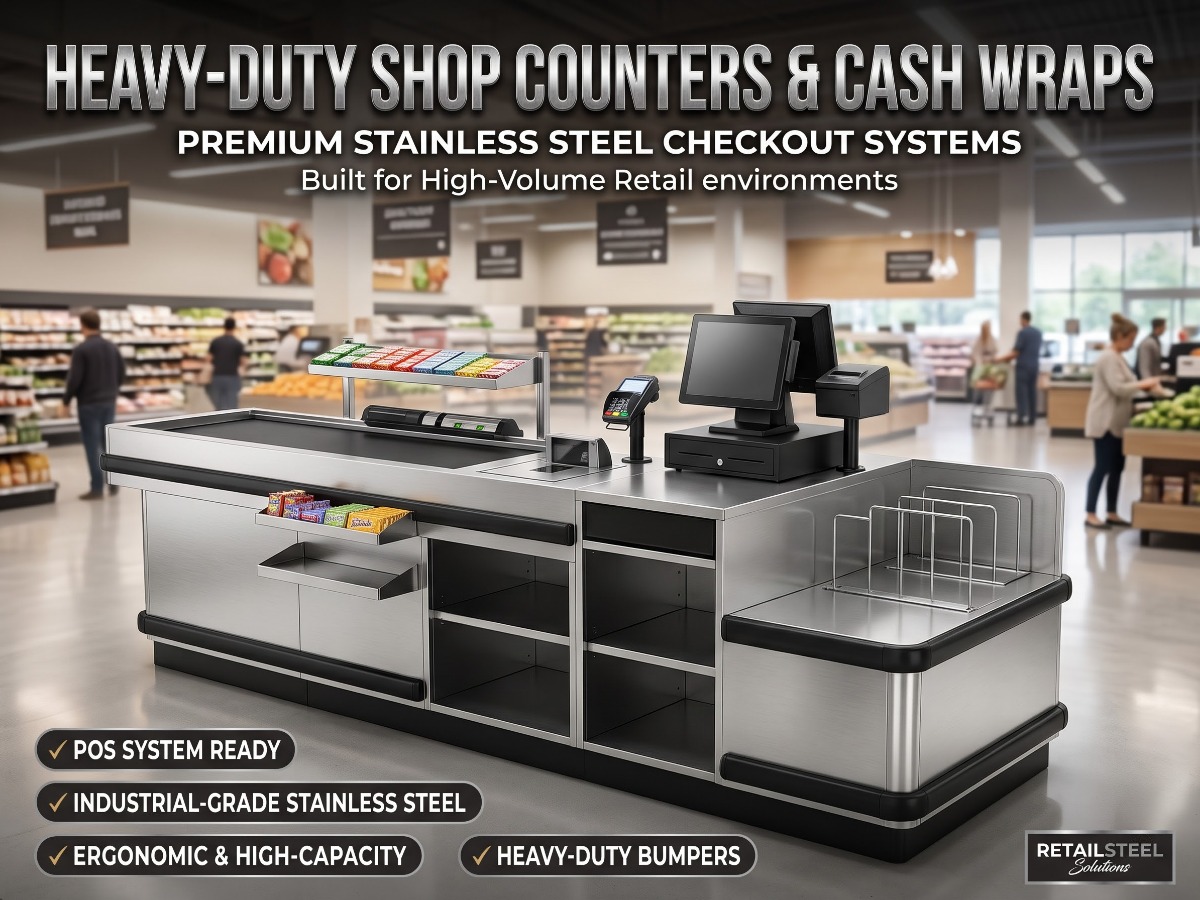 HEAVY-DUTY SHOP COUNTERS & CASH WRAPS
PREMIUM STAINLESS STEEL CHECKOUT SYSTEMS
Built for High-Volume Retail environments
✓ POS SYSTEM READY
✓ INDUSTRIAL-GRADE STAINLESS STEEL
✓ ERGONOMIC & HIGH-CAPACITY
✓ HEAVY-DUTY BUMPERS
RETAILSTEEL
Solutions